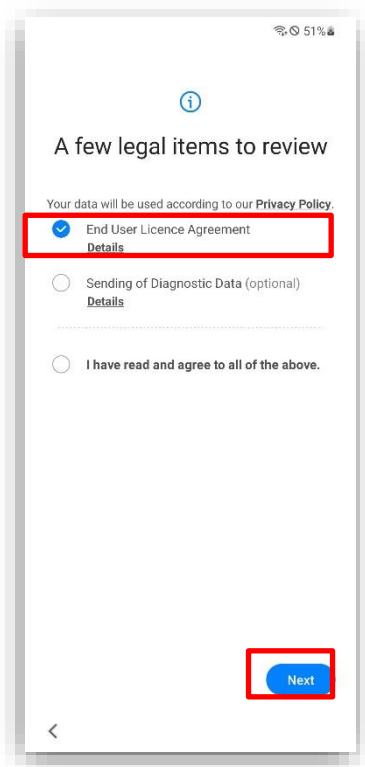 51%
A few legal items to review
Your data will be used according to our Privacy Policy.
End User Licence Agreement
Details
Sending of Diagnostic Data (optional)
Details
I have read and agree to all of the above.
Next